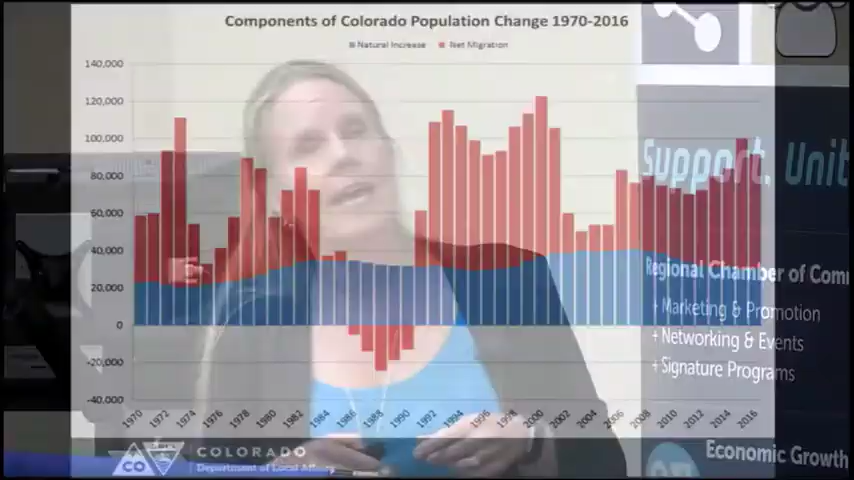 Components of Colorado Population Change 1970-2016
Natural Increase Net Migration
140,000
120,000
100,000
80,000
60,000
40,000
20,000
0
-20,000
-40,000
1970 1972 1974 1976 1978 1980 1982 1984 1986 1988 1990 1992 1994 1996 1998 2000 2002 2004 2006 2008 2010 2012 2014 2016
CO
COLORADO
Department of Local Affairs
Support. Unit
Regional Chamber of Com
+ Marketing & Promotion
+ Networking & Events
+ Signature Programs
Economic Growth